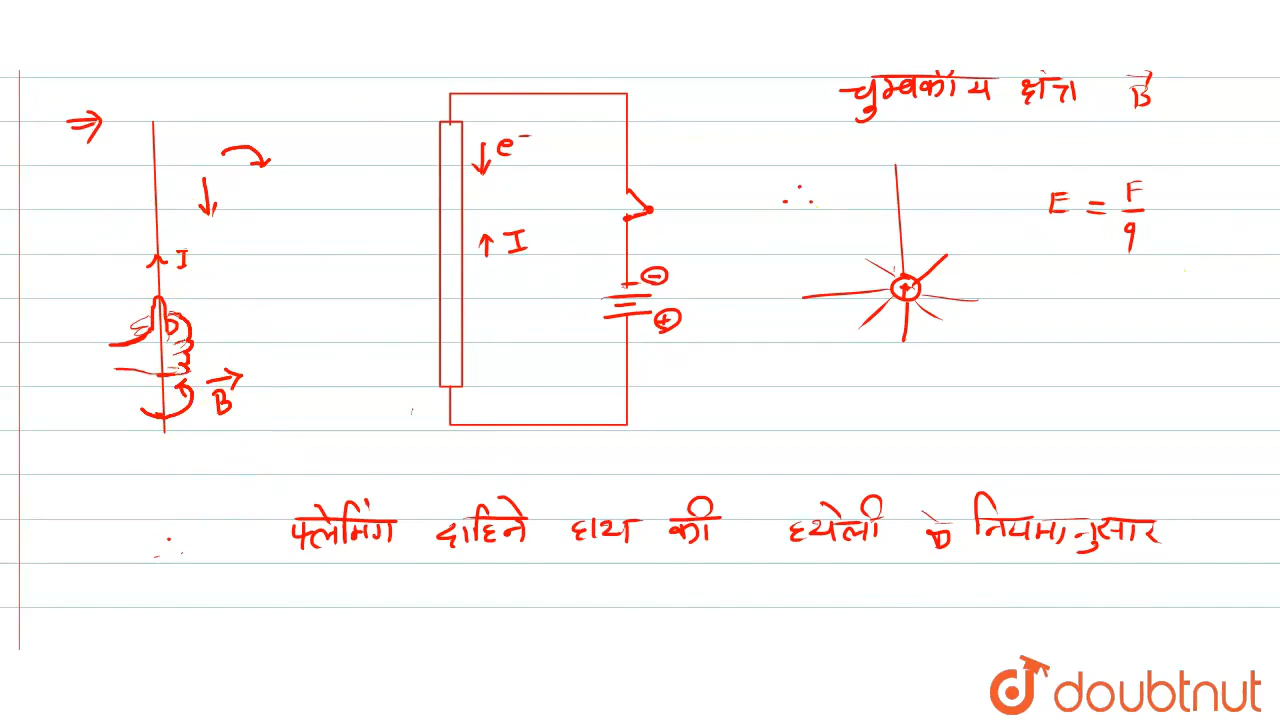 चुम्बकीय क्षेत्र B
⇒
e⁻
∴
E = F/q
I
I
⊖
+
⊕
B
∴ फ्लेमिंग दाहिने हाथ की हथेली के नियमानुसार
doubtnut